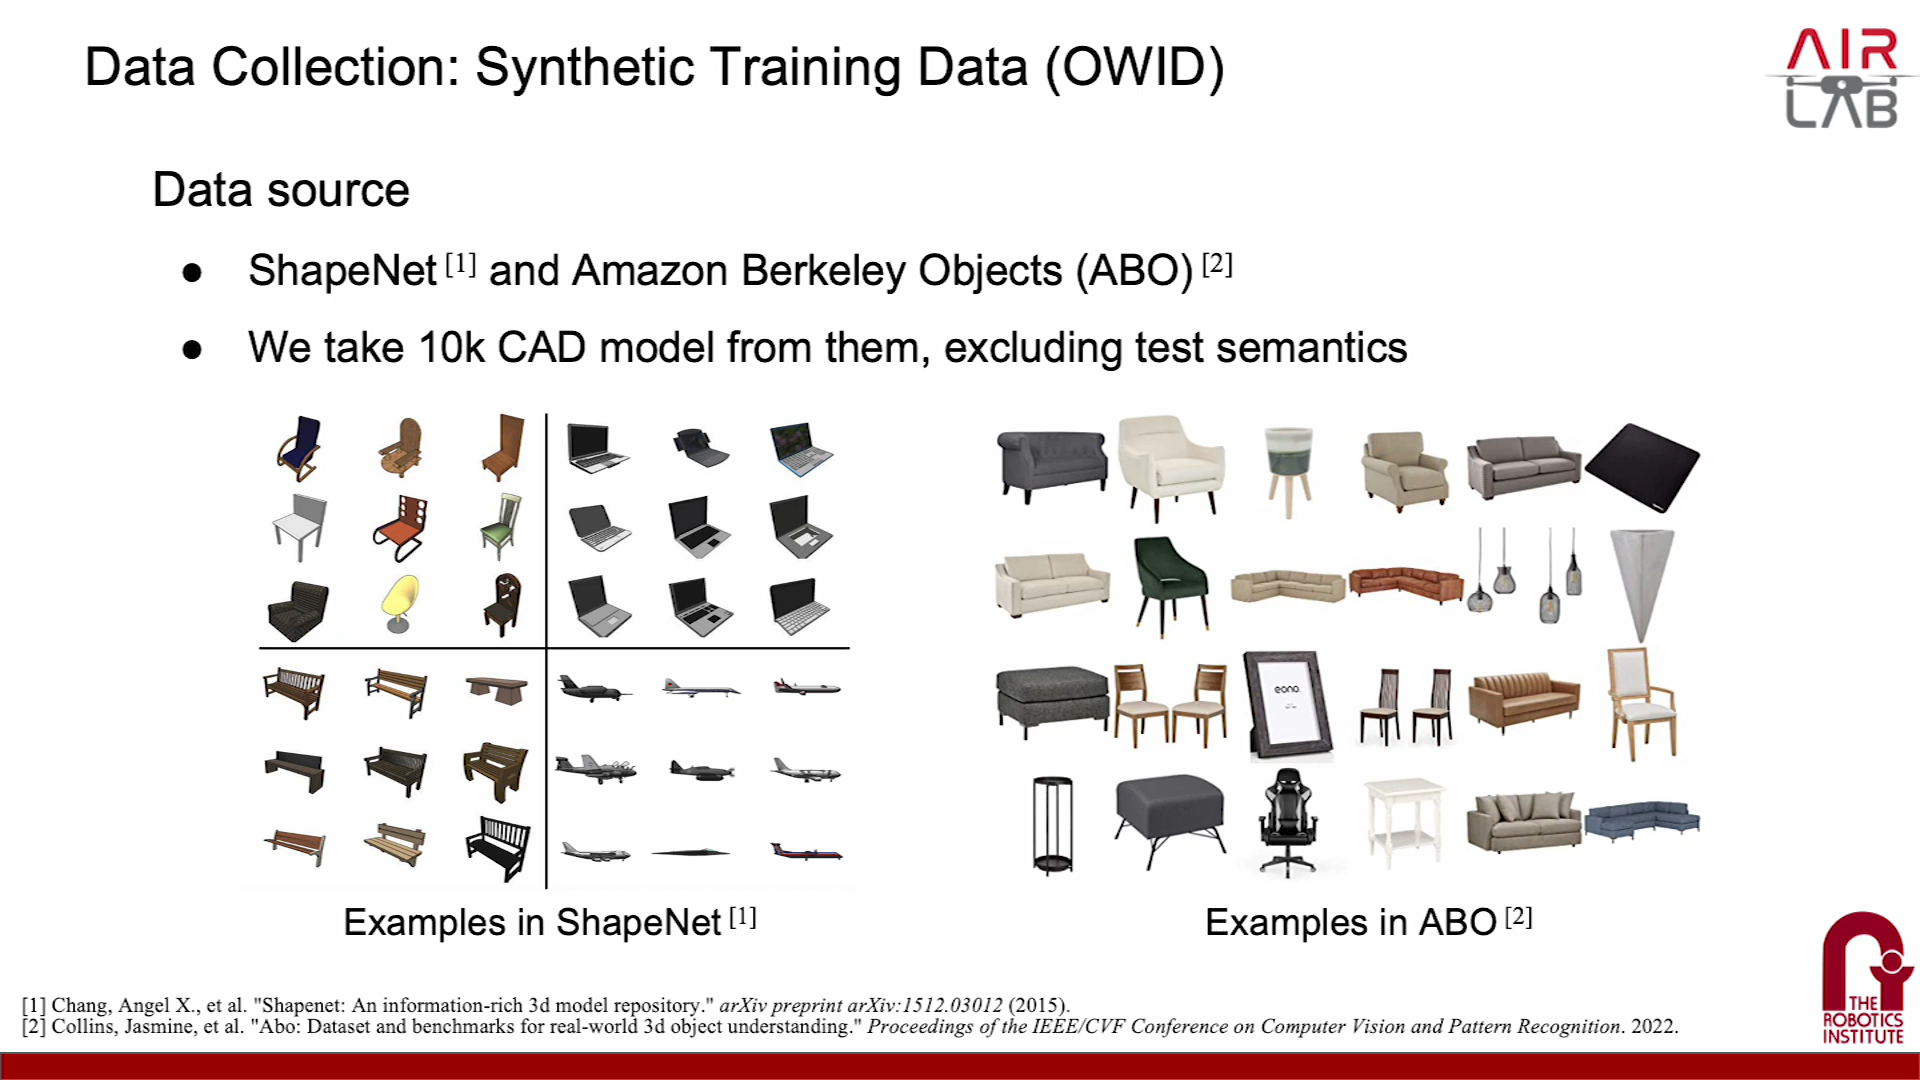 Data Collection: Synthetic Training Data (OWID)
AIR
LAB
Data source
● ShapeNet [1] and Amazon Berkeley Objects (ABO) [2]
● We take 10k CAD model from them, excluding test semantics
eono.
Examples in ShapeNet [1]
Examples in ABO [2]
[1] Chang, Angel X., et al. "Shapenet: An information-rich 3d model repository." arXiv preprint arXiv:1512.03012 (2015).
[2] Collins, Jasmine, et al. "Abo: Dataset and benchmarks for real-world 3d object understanding." Proceedings of the IEEE/CVF Conference on Computer Vision and Pattern Recognition. 2022.
THE
ROBOTICS
INSTITUTE